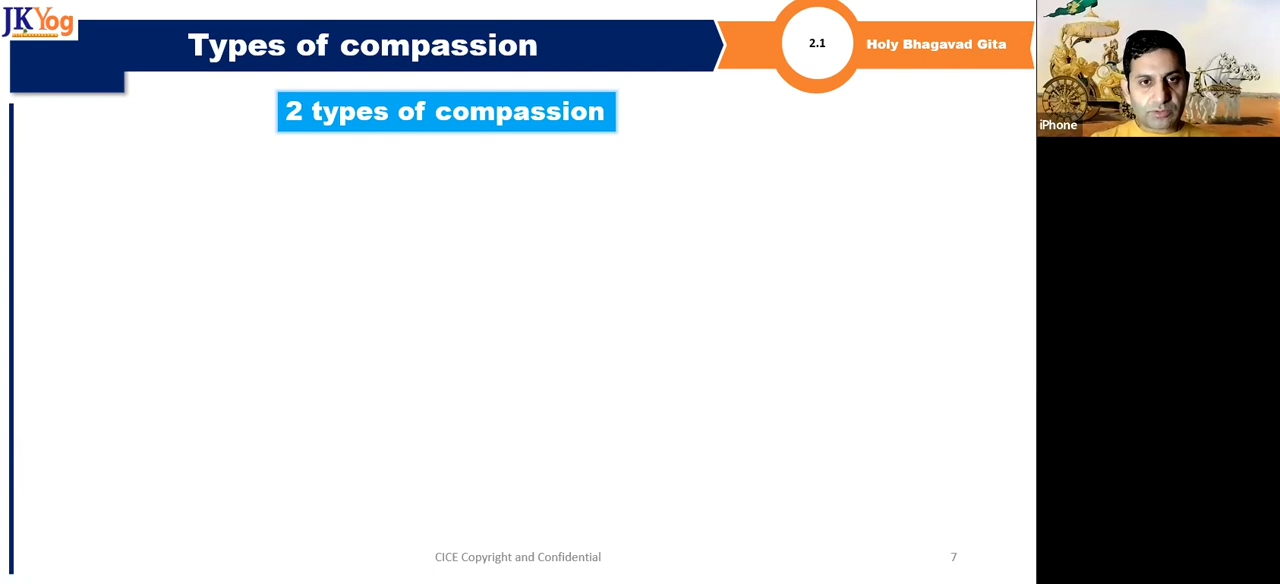 JKYog
Types of compassion
2.1
Holy Bhagavad Gita
iPhone
2 types of compassion
CICE Copyright and Confidential
7